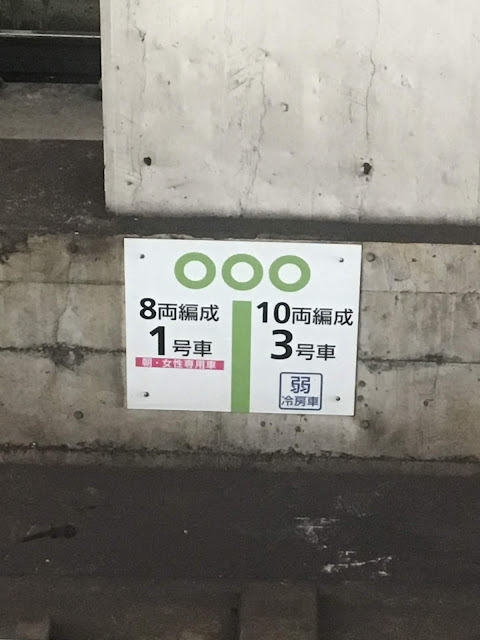 ○○○
8両編成
1号車
朝・女性専用車
10両編成
3号車
弱
冷房車